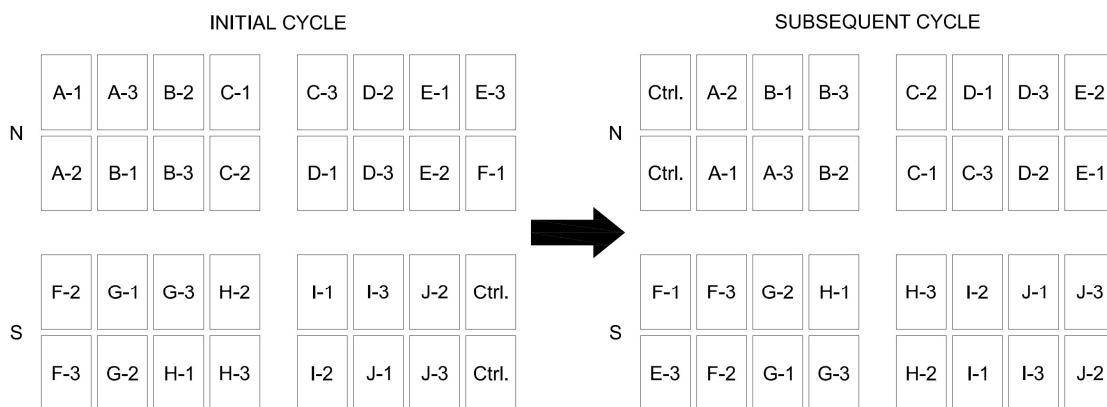 INITIAL CYCLE SUBSEQUENT CYCLE
A-1 A-3 B-2 C-1 C-3 D-2 E-1 E-3 Ctrl. A-2 B-1 B-3 C-2 D-1 D-3 E-2
N N
A-2 B-1 B-3 C-2 D-1 D-3 E-2 F-1 Ctrl. A-1 A-3 B-2 C-1 C-3 D-2 E-1
F-2 G-1 G-3 H-2 I-1 I-3 J-2 Ctrl. F-1 F-3 G-2 H-1 H-3 I-2 J-1 J-3
S S
F-3 G-2 H-1 H-3 I-2 J-1 J-3 Ctrl. E-3 F-2 G-1 G-3 H-2 I-1 I-3 J-2